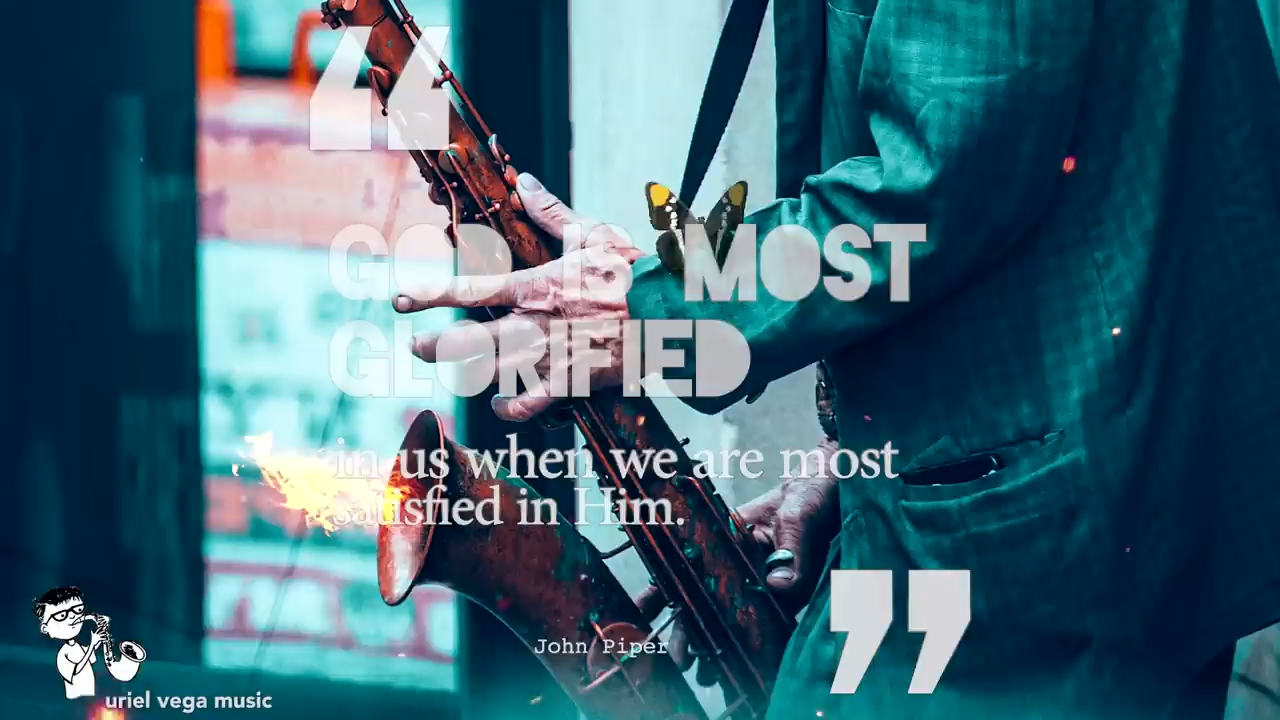 “
GOD IS MOST
GLORIFIED
in us when we are most
satisfied in Him.
”
John Piper
uriel vega music